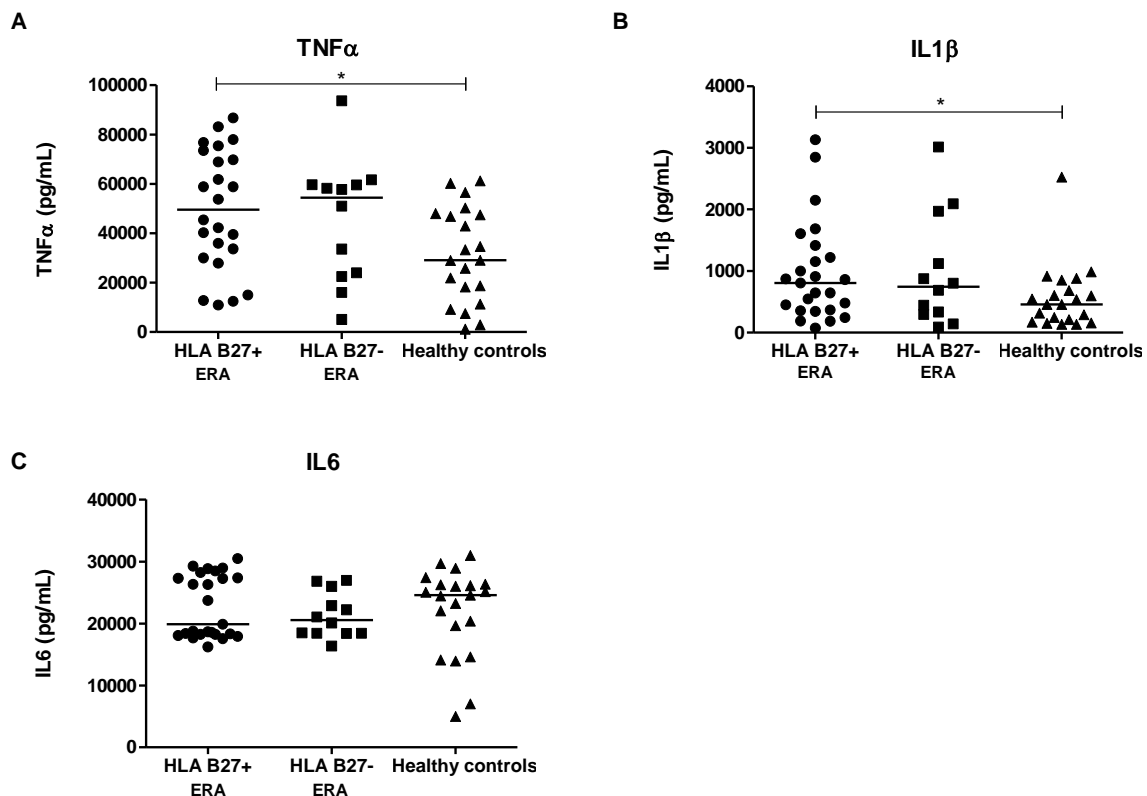 A
TNFα
*
100000
80000
60000
40000
20000
0
TNFα (pg/mL)
HLA B27+
ERA
HLA B27-
ERA
Healthy controls
B
IL1β
*
4000
3000
2000
1000
0
IL1β (pg/mL)
HLA B27+
ERA
HLA B27-
ERA
Healthy controls
C
IL6
40000
30000
20000
10000
0
IL6 (pg/mL)
HLA B27+
ERA
HLA B27-
ERA
Healthy controls